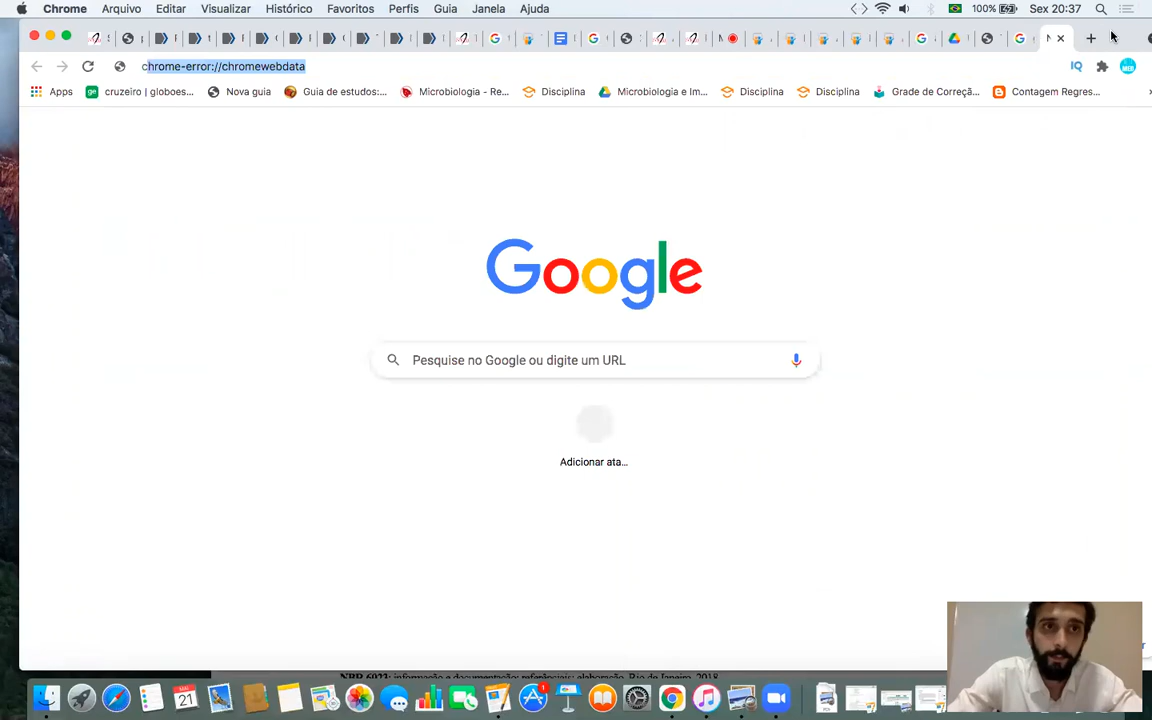 Chrome Arquivo Editar Visualizar Histórico Favoritos Perfis Guia Janela Ajuda 100% Sex 20:37
chrome-error://chromewebdata IQ
Apps cruzeiro | globoes... Nova guia Guia de estudos:... Microbiologia - Re... Disciplina Microbiologia e Im... Disciplina Disciplina Grade de Correçã... Contagem Regres...
Google
Pesquise no Google ou digite um URL
Adicionar ata...
NBR 6023: informação e documentação: referências: elaboração. Rio de Janeiro, 2018.
21
1